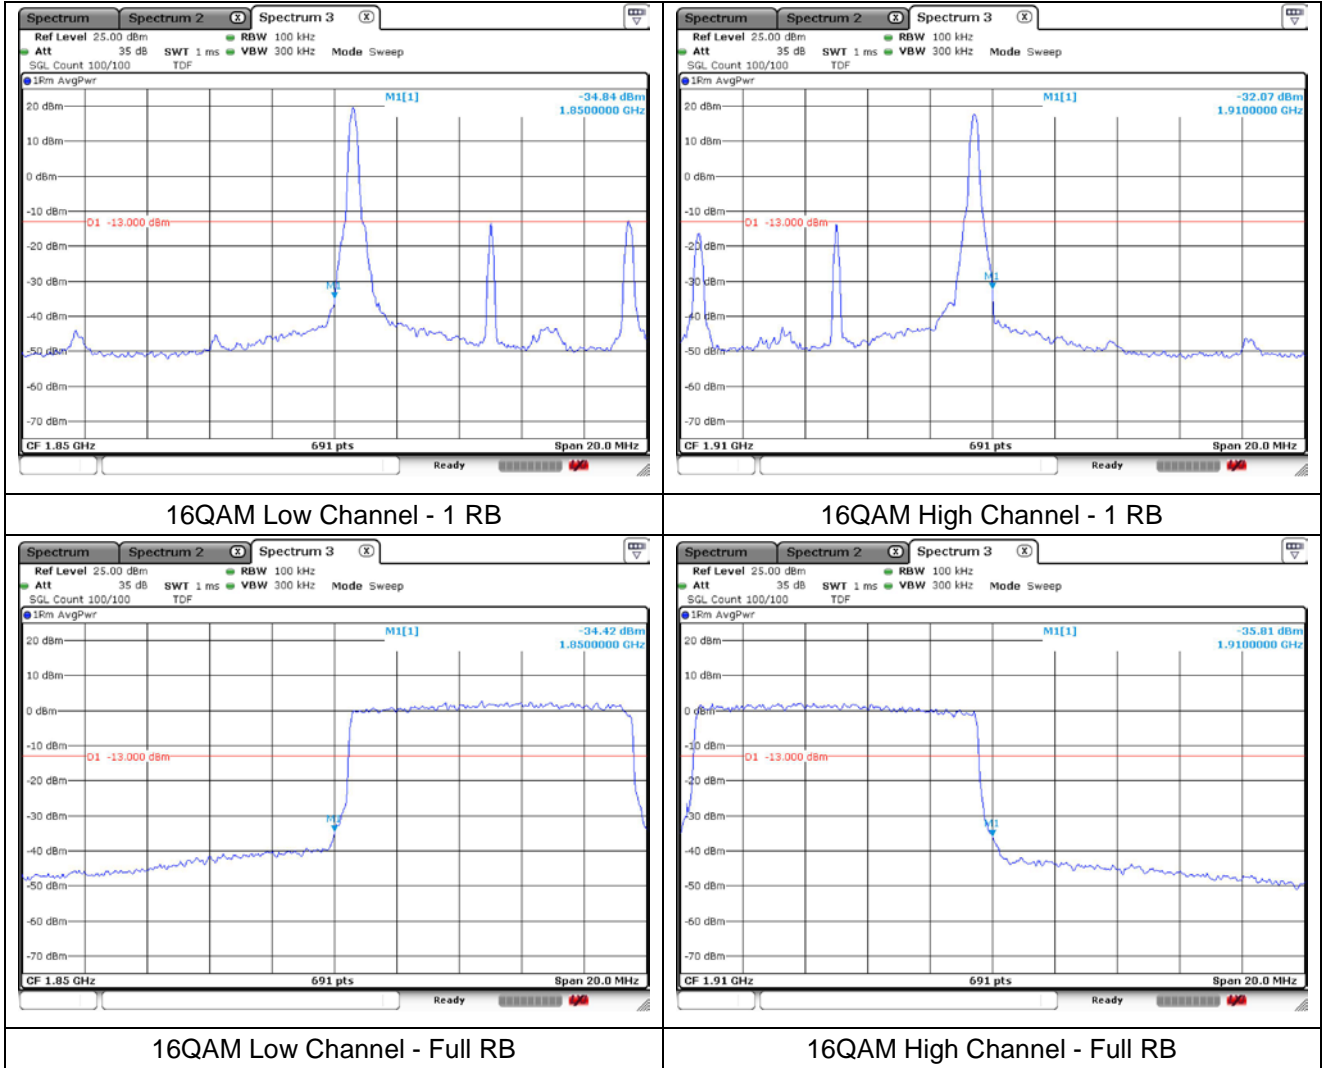 Spectrum Spectrum 2 X Spectrum 3 X
Ref Level 25.00 dBm RBW 100 kHz
Att 35 dB SWT 1 ms VBW 300 kHz Mode Sweep
SGL Count 100/100 TDF
1Rm AvgPwr
M1[1] -34.84 dBm
1.8500000 GHz
20 dBm
10 dBm
0 dBm
-10 dBm
D1 -13.000 dBm
-20 dBm
-30 dBm
M1
-40 dBm
-50 dBm
-60 dBm
-70 dBm
CF 1.85 GHz 691 pts Span 20.0 MHz
Ready
16QAM Low Channel - 1 RB
Spectrum Spectrum 2 X Spectrum 3 X
Ref Level 25.00 dBm RBW 100 kHz
Att 35 dB SWT 1 ms VBW 300 kHz Mode Sweep
SGL Count 100/100 TDF
1Rm AvgPwr
M1[1] -32.07 dBm
1.9100000 GHz
20 dBm
10 dBm
0 dBm
-10 dBm
D1 -13.000 dBm
-20 dBm
-30 dBm
M1
-40 dBm
-50 dBm
-60 dBm
-70 dBm
CF 1.91 GHz 691 pts Span 20.0 MHz
Ready
16QAM High Channel - 1 RB
Spectrum Spectrum 2 X Spectrum 3 X
Ref Level 25.00 dBm RBW 100 kHz
Att 35 dB SWT 1 ms VBW 300 kHz Mode Sweep
SGL Count 100/100 TDF
1Rm AvgPwr
M1[1] -34.42 dBm
1.8500000 GHz
20 dBm
10 dBm
0 dBm
-10 dBm
D1 -13.000 dBm
-20 dBm
-30 dBm
M1
-40 dBm
-50 dBm
-60 dBm
-70 dBm
CF 1.85 GHz 691 pts Span 20.0 MHz
Ready
16QAM Low Channel - Full RB
Spectrum Spectrum 2 X Spectrum 3 X
Ref Level 25.00 dBm RBW 100 kHz
Att 35 dB SWT 1 ms VBW 300 kHz Mode Sweep
SGL Count 100/100 TDF
1Rm AvgPwr
M1[1] -35.81 dBm
1.9100000 GHz
20 dBm
10 dBm
0 dBm
-10 dBm
D1 -13.000 dBm
-20 dBm
-30 dBm
M1
-40 dBm
-50 dBm
-60 dBm
-70 dBm
CF 1.91 GHz 691 pts Span 20.0 MHz
Ready
16QAM High Channel - Full RB